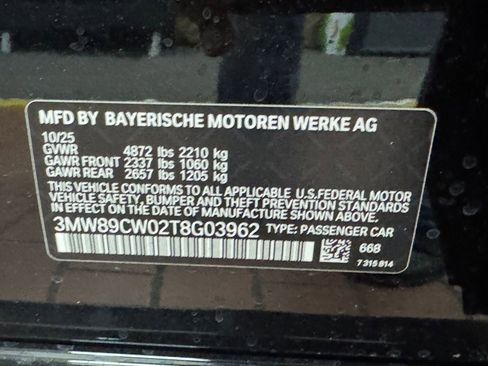 MFD BY BAYERISCHE MOTOREN WERKE AG
10/25
GVWR 4872 lbs 2210 kg
GAWR FRONT 2337 lbs 1060 kg
GAWR REAR 2657 lbs 1205 kg
THIS VEHICLE CONFORMS TO ALL APPLICABLE U.S.FEDERAL MOTOR
VEHICLE SAFETY, BUMPER AND THEFT PREVENTION STANDARDS
IN EFFECT ON THE DATE OF MANUFACTURE SHOWN ABOVE.
3MW89CW02T8G03962 TYPE: PASSENGER CAR
668
7 315 814